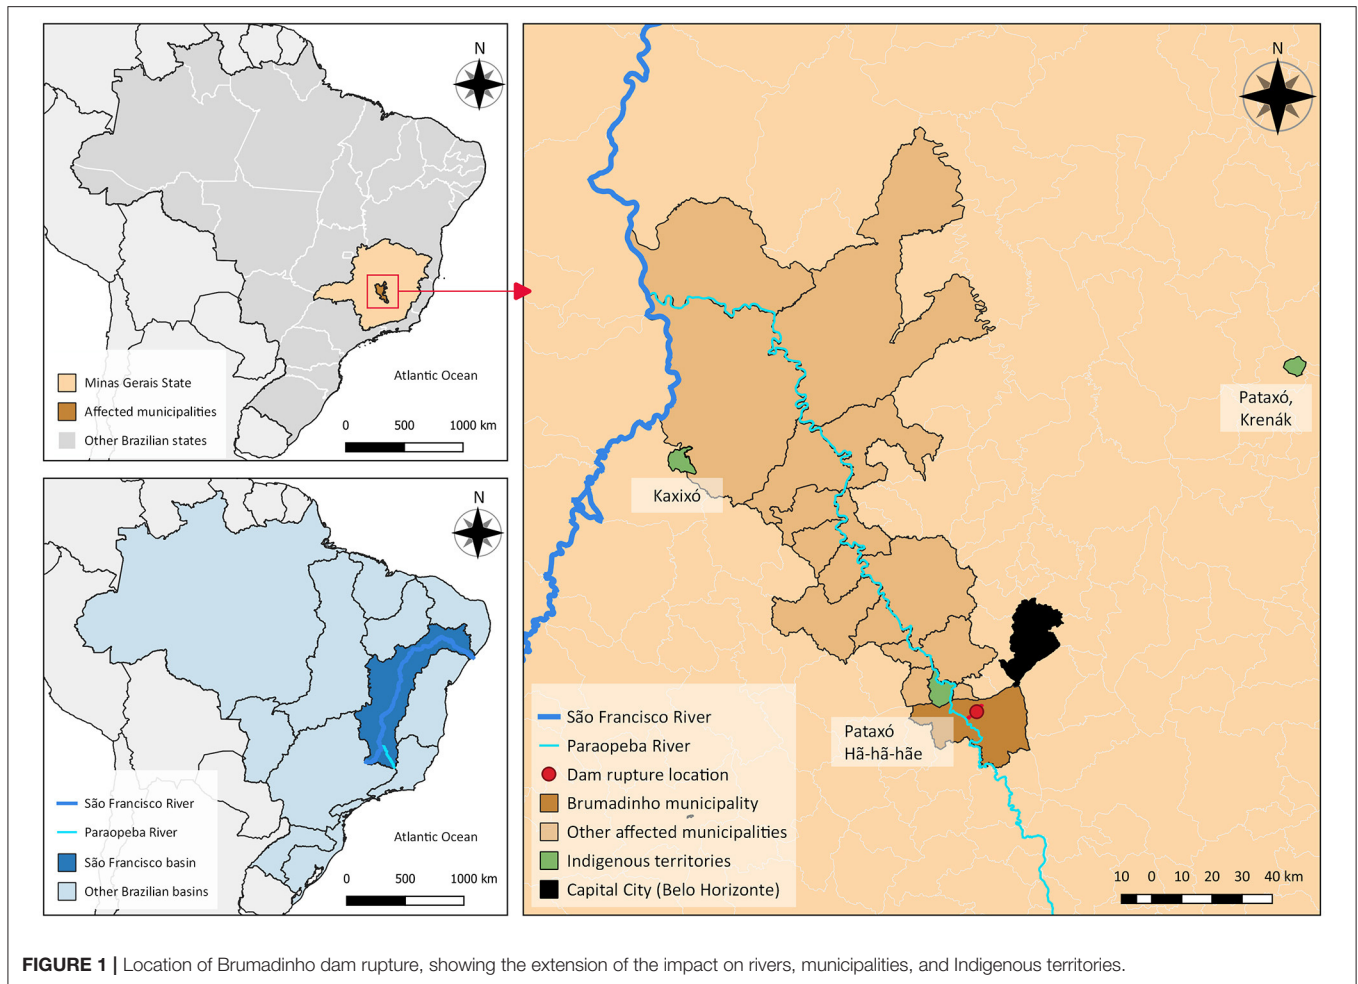 N
Atlantic Ocean
Minas Gerais State
Affected municipalities
Other Brazilian states
0 500 1000 km
N
Atlantic Ocean
São Francisco River
Paraopeba River
São Francisco basin
Other Brazilian basins
0 500 1000 km
N
Pataxó,
Krenák
Kaxixó
Pataxó
Hã-hã-hãe
São Francisco River
Paraopeba River
Dam rupture location
Brumadinho municipality
Other affected municipalities
Indigenous territories
Capital City (Belo Horizonte)
10 0 10 20 30 40 km
FIGURE 1 | Location of Brumadinho dam rupture, showing the extension of the impact on rivers, municipalities, and Indigenous territories.